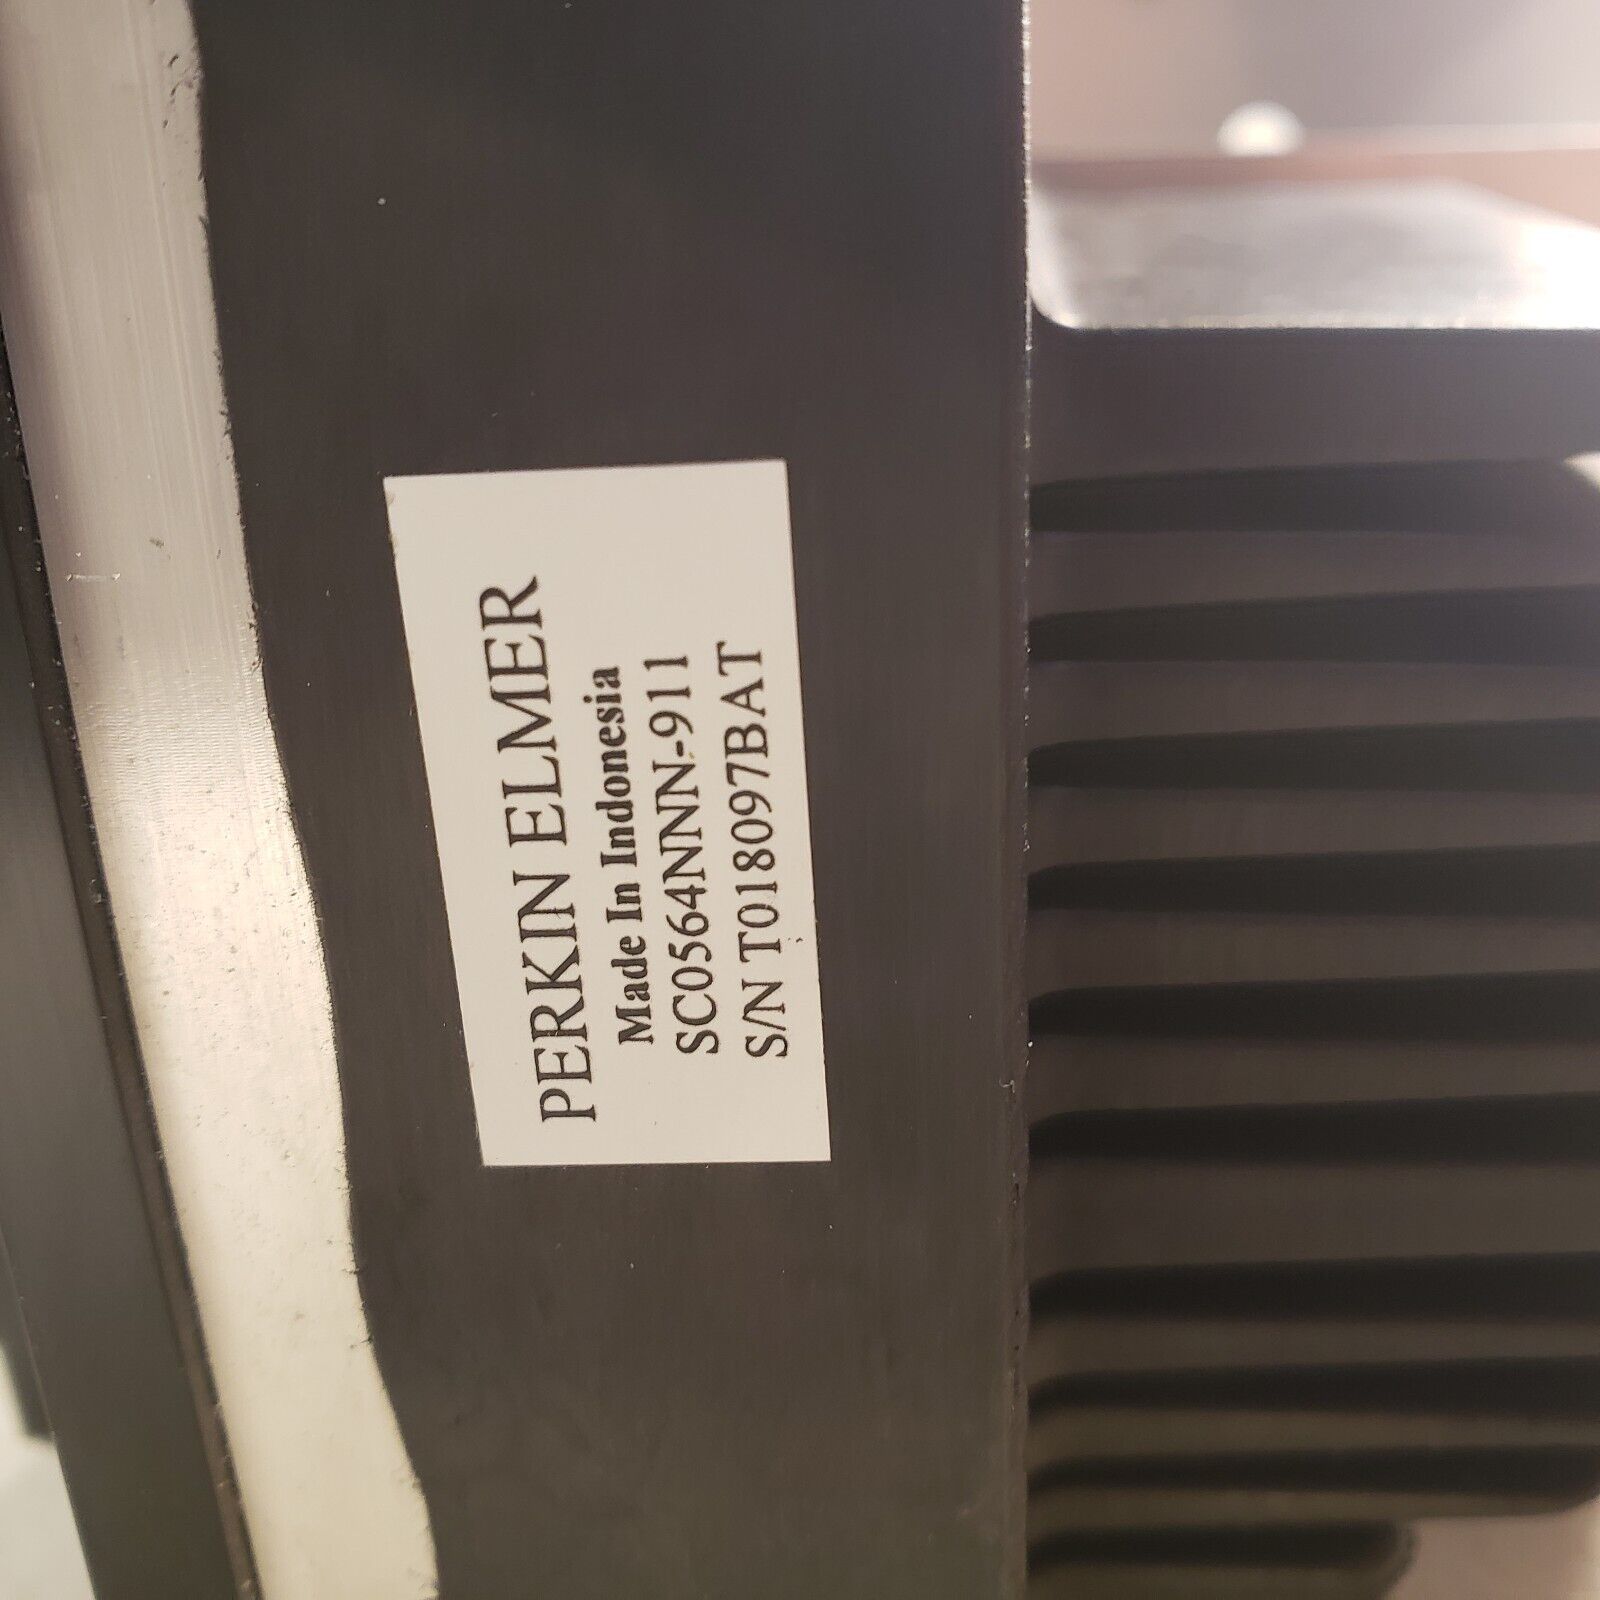 PERKIN ELMER
Made In Indonesia
SC0564NNN-911
S/N T018097BAT